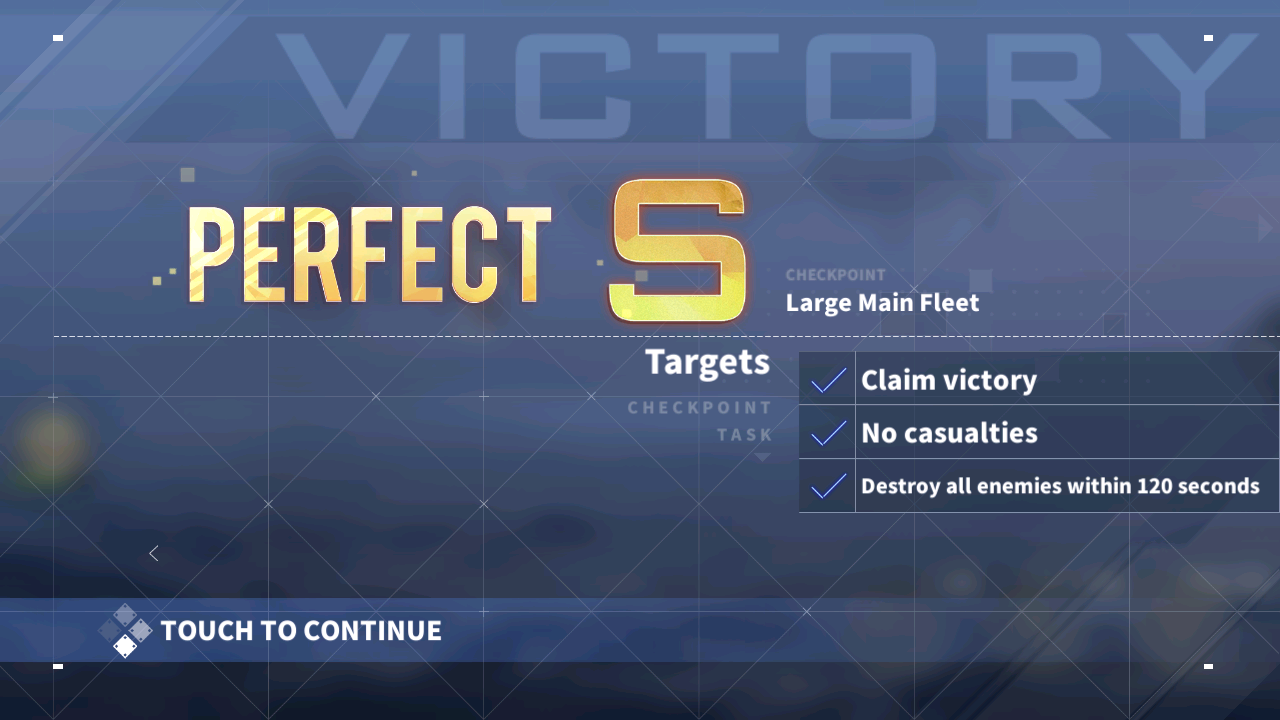 VICTORY
PERFECT S
CHECKPOINT
Large Main Fleet
Targets
CHECKPOINT
TASK
Claim victory
No casualties
Destroy all enemies within 120 seconds
TOUCH TO CONTINUE